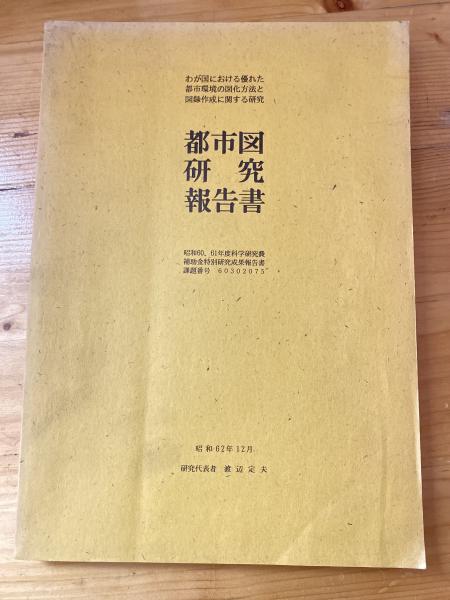 わが国における優れた
都市環境の図化方法と
図録作成に関する研究
都市図
研究
報告書
昭和60、61年度科学研究費
補助金特別研究成果報告書
課題番号 60302075
昭和62年12月
研究代表者 渡辺定夫